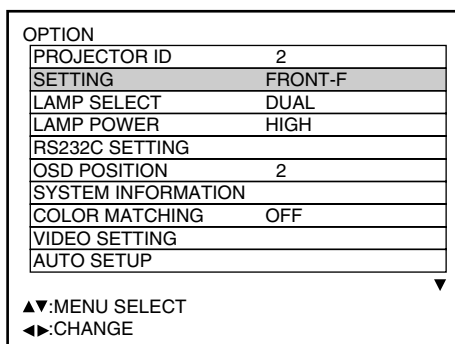 OPTION
PROJECTOR ID 2
SETTING FRONT-F
LAMP SELECT DUAL
LAMP POWER HIGH
RS232C SETTING
OSD POSITION 2
SYSTEM INFORMATION
COLOR MATCHING OFF
VIDEO SETTING
AUTO SETUP
▼
▲▼:MENU SELECT
◀▶:CHANGE